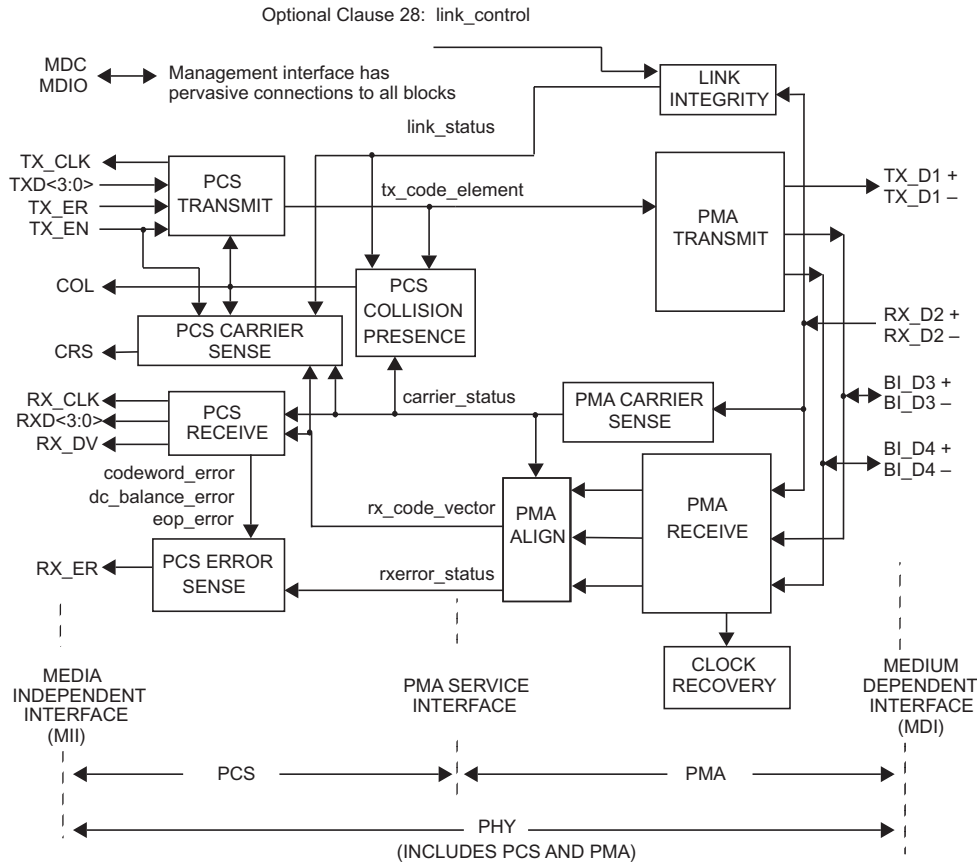 Optional Clause 28: link_control
MDC
MDIO
Management interface has
pervasive connections to all blocks
LINK
INTEGRITY
link_status
TX_CLK
TXD<3:0>
TX_ER
TX_EN
PCS
TRANSMIT
tx_code_element
PMA
TRANSMIT
TX_D1 +
TX_D1 –
COL
PCS
COLLISION
PRESENCE
RX_D2 +
RX_D2 –
PCS CARRIER
SENSE
CRS
RX_CLK
RXD<3:0>
RX_DV
PCS
RECEIVE
carrier_status
PMA CARRIER
SENSE
BI_D3 +
BI_D3 –
BI_D4 +
BI_D4 –
codeword_error
dc_balance_error
eop_error
rx_code_vector
PMA
ALIGN
PMA
RECEIVE
RX_ER
PCS ERROR
SENSE
rxerror_status
CLOCK
RECOVERY
MEDIA
INDEPENDENT
INTERFACE
(MII)
PMA SERVICE
INTERFACE
MEDIUM
DEPENDENT
INTERFACE
(MDI)
PCS
PMA
PHY
(INCLUDES PCS AND PMA)